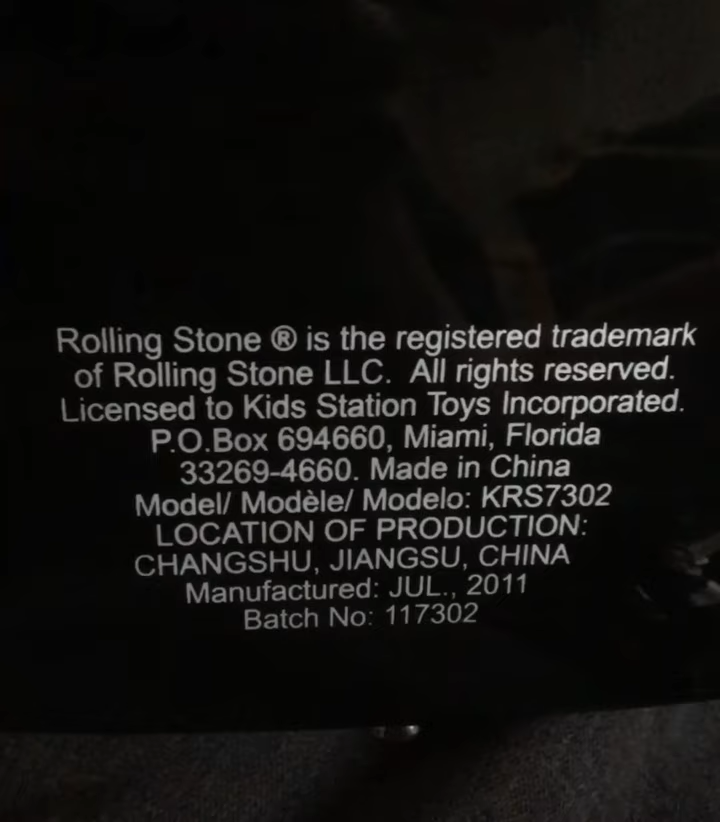 Rolling Stone ® is the registered trademark
of Rolling Stone LLC. All rights reserved.
Licensed to Kids Station Toys Incorporated.
P.O.Box 694660, Miami, Florida
33269-4660. Made in China
Model/ Modèle/ Modelo: KRS7302
LOCATION OF PRODUCTION:
CHANGSHU, JIANGSU, CHINA
Manufactured: JUL., 2011
Batch No: 117302